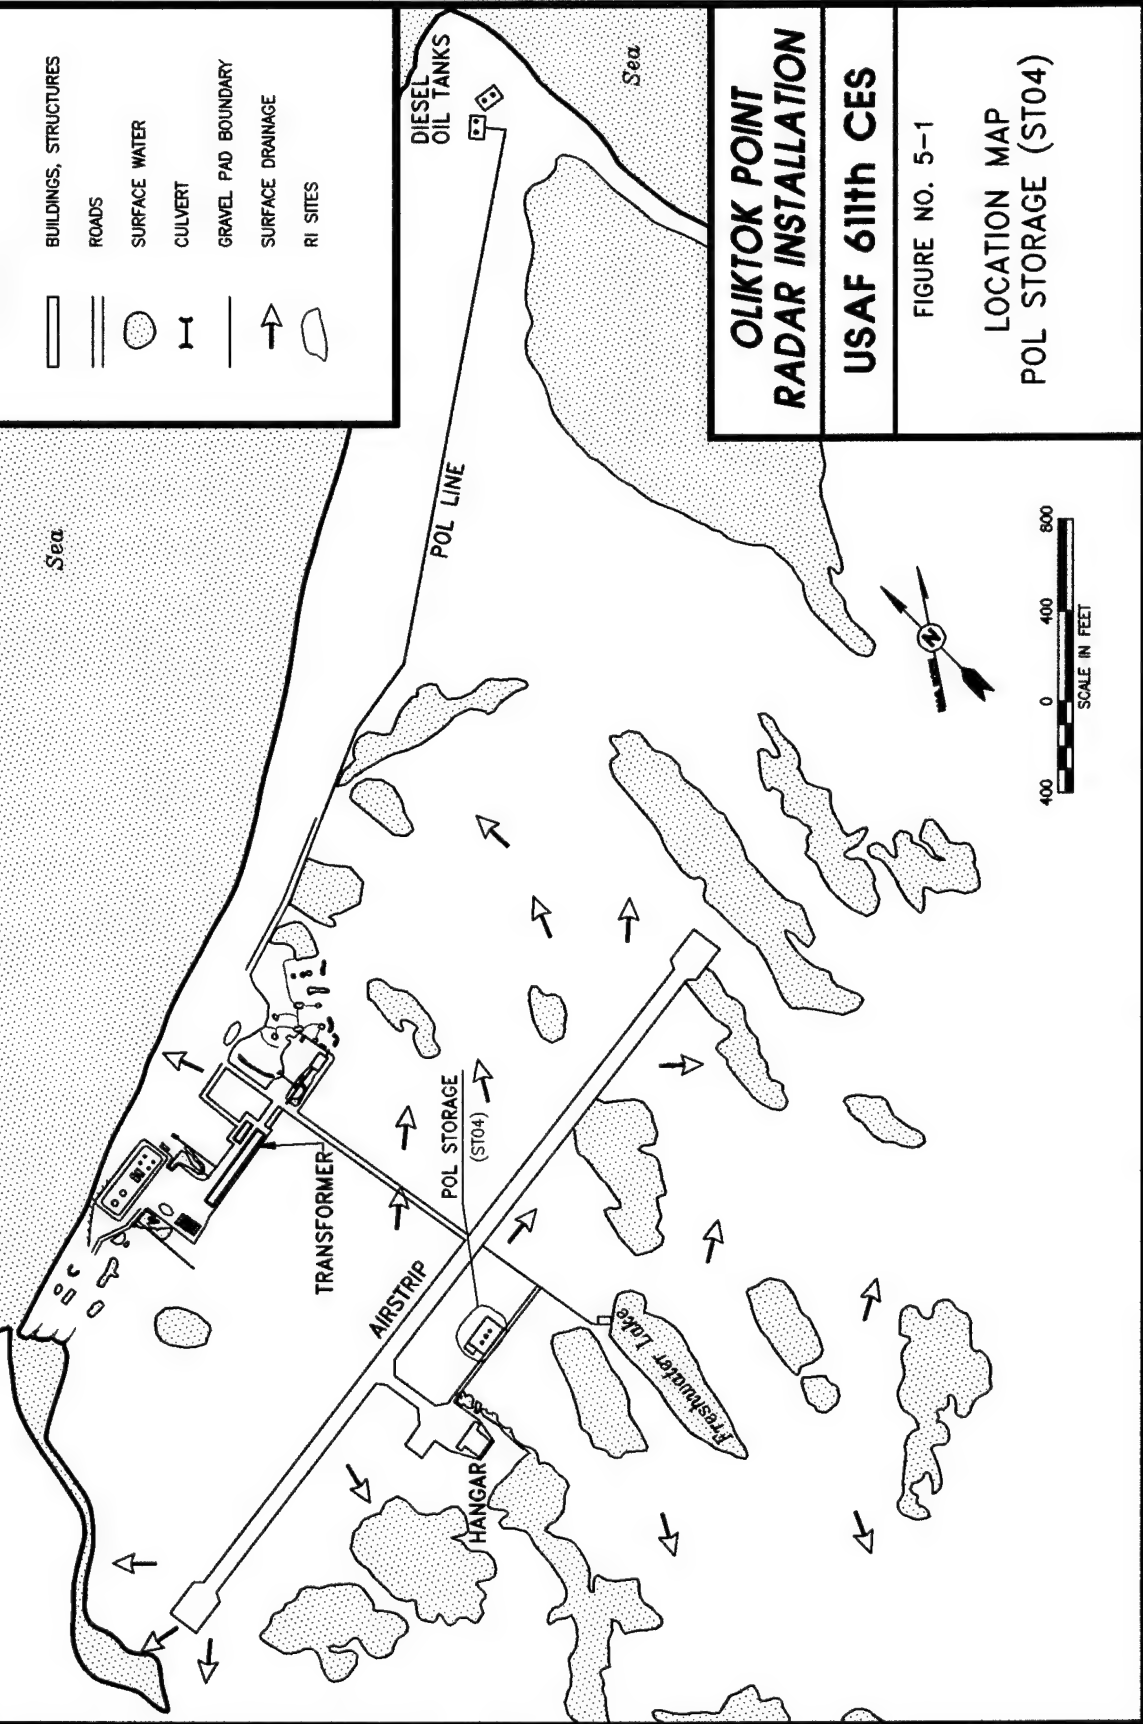 BUILDINGS, STRUCTURES
ROADS
SURFACE WATER
CULVERT
GRAVEL PAD BOUNDARY
SURFACE DRAINAGE
RI SITES
Sea
DIESEL
OIL TANKS
Sea
POL LINE
TRANSFORMER
POL STORAGE
(ST04)
AIRSTRIP
HANGAR
Freshwater Lake
N
400 0 400 800
SCALE IN FEET
OLIKTOK POINT
RADAR INSTALLATION
USAF 611th CES
FIGURE NO. 5-1
LOCATION MAP
POL STORAGE (ST04)